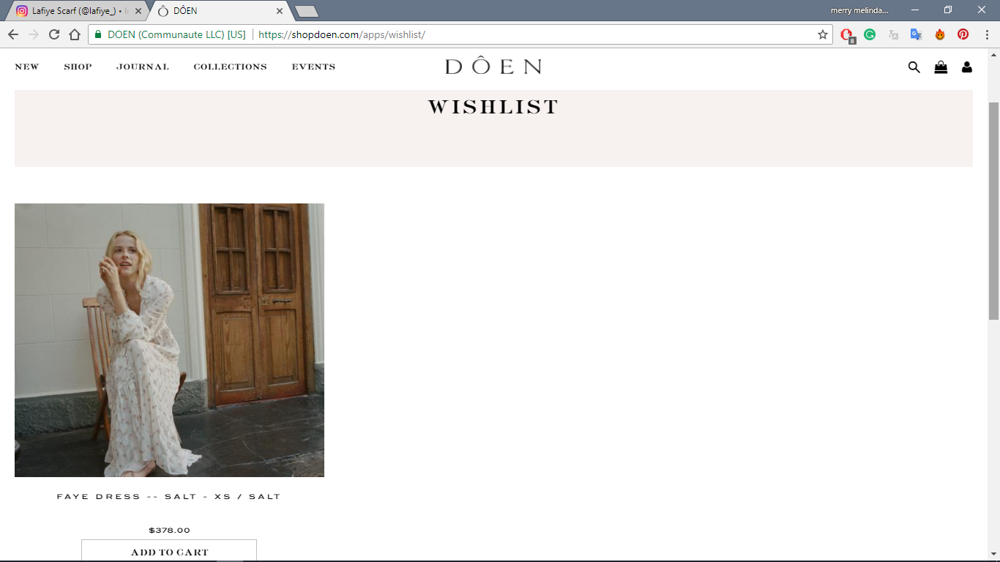 Lafiye Scarf (@lafiye_) •
DÔEN
merry melinda...
DOEN (Communaute LLC) [US]
https://shopdoen.com/apps/wishlist/
8
NEW SHOP JOURNAL COLLECTIONS EVENTS
DÔEN
WISHLIST
FAYE DRESS -- SALT - XS / SALT
$378.00
ADD TO CART